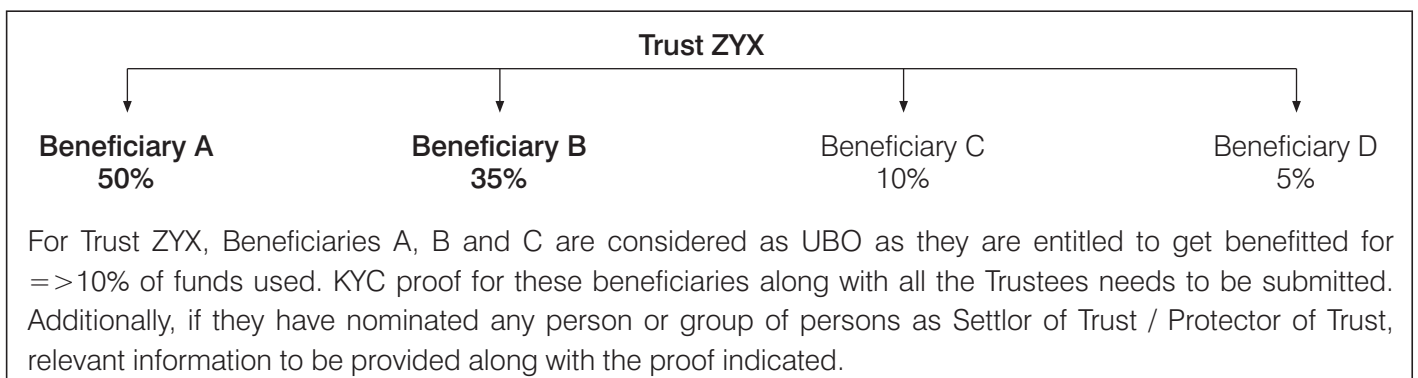 Trust ZYX
Beneficiary A Beneficiary B Beneficiary C Beneficiary D
50% 35% 10% 5%
For Trust ZYX, Beneficiaries A, B and C are considered as UBO as they are entitled to get benefitted for
=>10% of funds used. KYC proof for these beneficiaries along with all the Trustees needs to be submitted.
Additionally, if they have nominated any person or group of persons as Settlor of Trust / Protector of Trust,
relevant information to be provided along with the proof indicated.